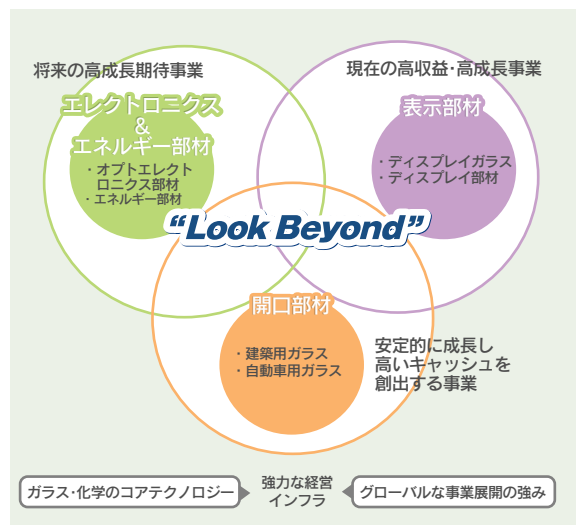 将来の高成長期待事業
現在の高収益・高成長事業
エレクトロニクス
&
エネルギー部材
・オプトエレクト
ロニクス部材
・エネルギー部材
表示部材
・ディスプレイガラス
・ディスプレイ部材
“Look Beyond”
開口部材
・建築用ガラス
・自動車用ガラス
安定的に成長し
高いキャッシュを
創出する事業
ガラス・化学のコアテクノロジー
強力な経営
インフラ
グローバルな事業展開の強み